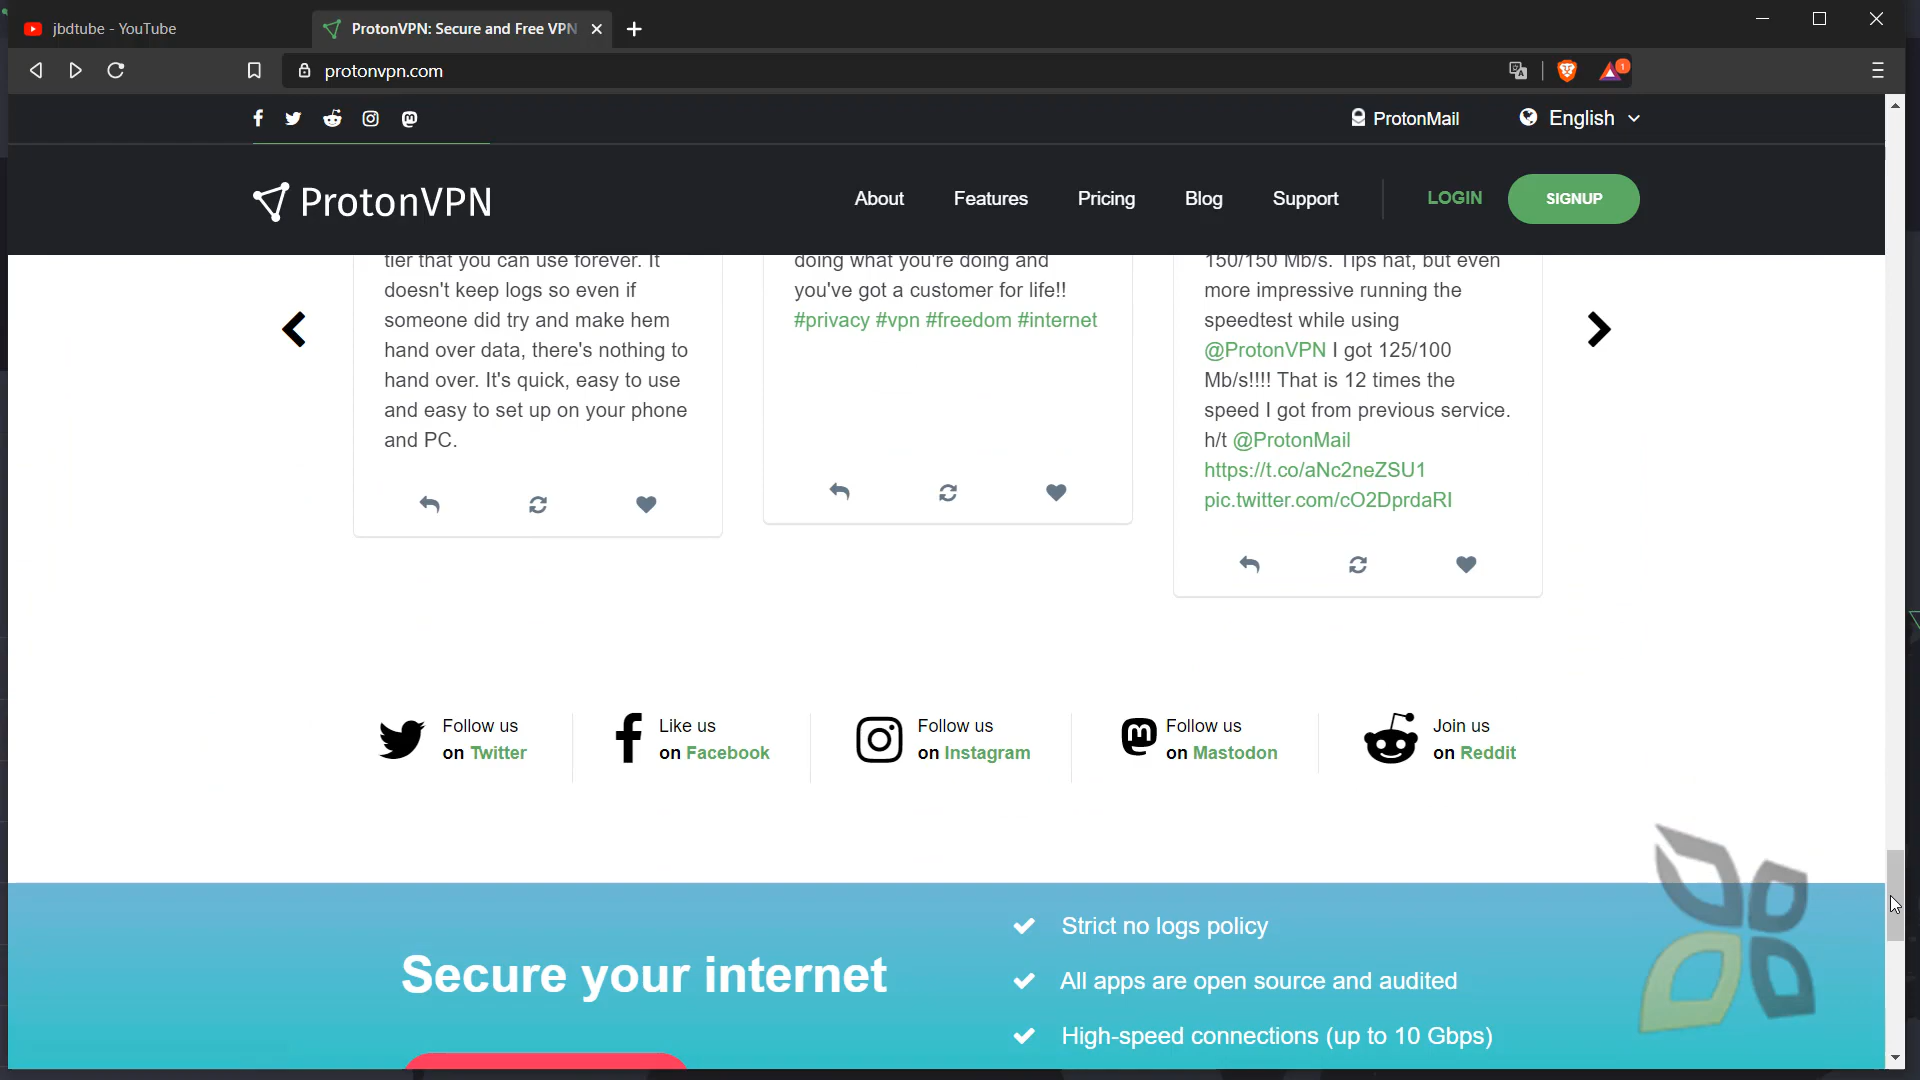 jbdtube - YouTube
ProtonVPN: Secure and Free VPN
protonvpn.com
1
ProtonMail
English
ProtonVPN
About
Features
Pricing
Blog
Support
LOGIN
SIGNUP
tier that you can use forever. It
doesn't keep logs so even if
someone did try and make hem
hand over data, there's nothing to
hand over. It's quick, easy to use
and easy to set up on your phone
and PC.
doing what you're doing and
you've got a customer for life!!
#privacy #vpn #freedom #internet
150/150 Mb/s. Tips hat, but even
more impressive running the
speedtest while using
@ProtonVPN I got 125/100
Mb/s!!!! That is 12 times the
speed I got from previous service.
h/t @ProtonMail
https://t.co/aNc2neZSU1
pic.twitter.com/cO2DprdaRI
Follow us
on Twitter
Like us
on Facebook
Follow us
on Instagram
Follow us
on Mastodon
Join us
on Reddit
Secure your internet
Strict no logs policy
All apps are open source and audited
High-speed connections (up to 10 Gbps)